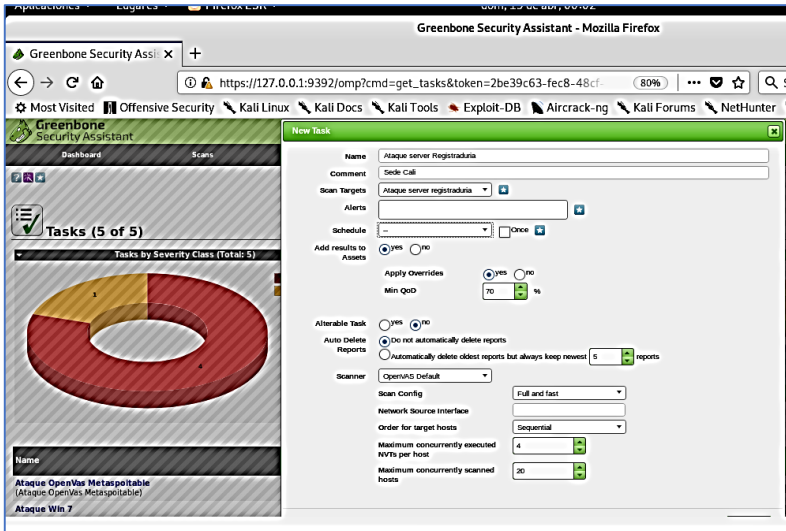 Aplicaciones Lugares Firefox ESR dom, 19 de abr, 00:02
Greenbone Security Assistant - Mozilla Firefox
Greenbone Security Assis
https://127.0.0.1:9392/omp?cmd=get_tasks&token=2be39c63-fec8-48cf- 80%
Most Visited Offensive Security Kali Linux Kali Docs Kali Tools Exploit-DB Aircrack-ng Kali Forums NetHunter
Greenbone
Security Assistant
Dashboard Scans
Tasks (5 of 5)
Tasks by Severity Class (Total: 5)
1
4
Name
Ataque OpenVas Metaspoitable
(Ataque OpenVas Metaspoitable)
Ataque Win 7
New Task
Name Ataque server Registraduria
Comment Sede Cali
Scan Targets Ataque server registraduria
Alerts
Schedule -- Once
Add results to
Assets
yes no
Apply Overrides yes no
Min QoD 70 %
Alterable Task yes no
Auto Delete
Reports
Do not automatically delete reports
Automatically delete oldest reports but always keep newest 5 reports
Scanner OpenVAS Default
Scan Config Full and fast
Network Source Interface
Order for target hosts Sequential
Maximum concurrently executed
NVTs per host
4
Maximum concurrently scanned
hosts
20